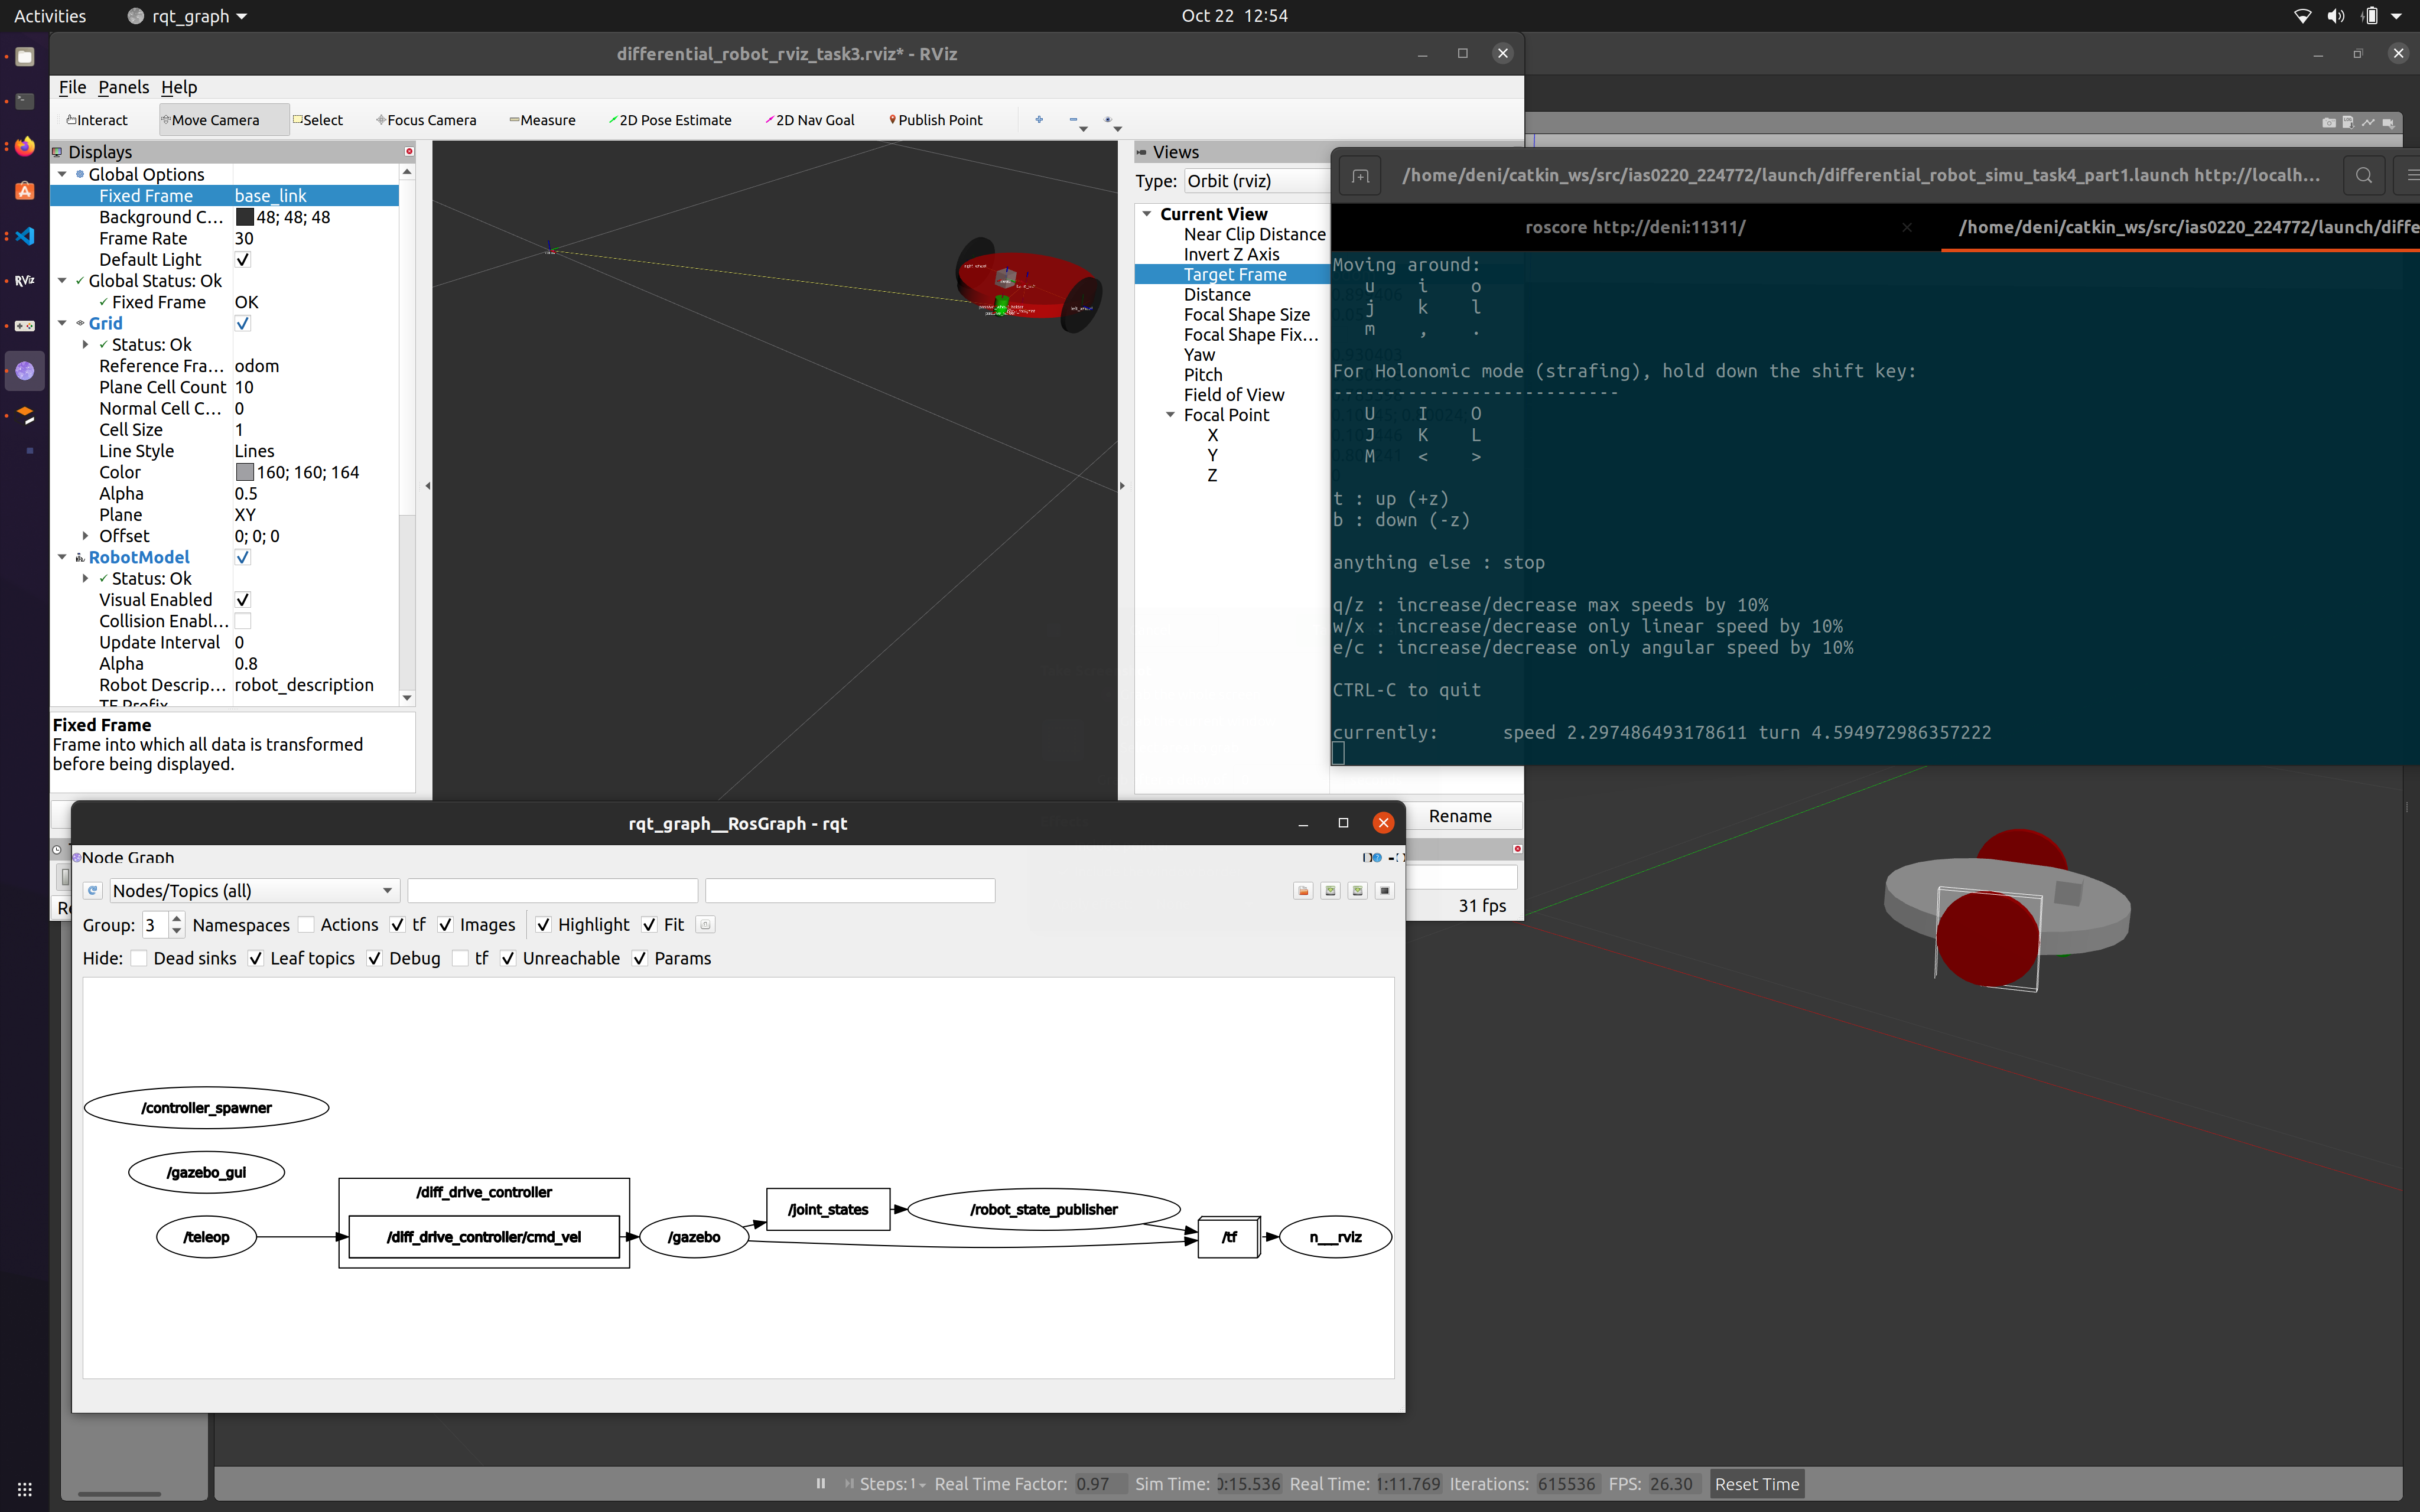 Activities
rqt_graph
Oct 22 12:54
differential_robot_rviz_task3.rviz* - RViz
File Panels Help
Interact
Move Camera
Select
Focus Camera
Measure
2D Pose Estimate
2D Nav Goal
Publish Point
Displays
Global Options
Fixed Frame base_link
Background C... 48; 48; 48
Frame Rate 30
Default Light
Global Status: Ok
Fixed Frame OK
Grid
Status: Ok
Reference Fra... odom
Plane Cell Count 10
Normal Cell C... 0
Cell Size 1
Line Style Lines
Color 160; 160; 164
Alpha 0.5
Plane XY
Offset 0; 0; 0
RobotModel
Status: Ok
Visual Enabled
Collision Enabl...
Update Interval 0
Alpha 0.8
Robot Descrip... robot_description
TF Prefix
Fixed Frame
Frame into which all data is transformed
before being displayed.
Views
Type: Orbit (rviz)
Current View
Near Clip Distance
Invert Z Axis
Target Frame
Distance
Focal Shape Size
Focal Shape Fix...
Yaw
Pitch
Field of View
Focal Point
X
Y
Z
Rename
31 fps
/home/deni/catkin_ws/src/ias0220_224772/launch/differential_robot_simu_task4_part1.launch http://localh...
roscore http://deni:11311/
/home/deni/catkin_ws/src/ias0220_224772/launch/diffe
Moving around:
u i o
j k l
m , .
For Holonomic mode (strafing), hold down the shift key:
---------------------------
U I O
J K L
M < >
t : up (+z)
b : down (-z)
anything else : stop
q/z : increase/decrease max speeds by 10%
w/x : increase/decrease only linear speed by 10%
e/c : increase/decrease only angular speed by 10%
CTRL-C to quit
currently: speed 2.297486493178611 turn 4.594972986357222
rqt_graph__RosGraph - rqt
Node Graph
Nodes/Topics (all)
Group: 3 Namespaces Actions tf Images Highlight Fit
Hide: Dead sinks Leaf topics Debug tf Unreachable Params
/controller_spawner
/gazebo_gui
/diff_drive_controller
/joint_states
/robot_state_publisher
/teleop
/diff_drive_controller/cmd_vel
/gazebo
/tf
n___rviz
Steps: 1 Real Time Factor: 0.97 Sim Time: 0:15.536 Real Time: 1:11.769 Iterations: 615536 FPS: 26.30 Reset Time